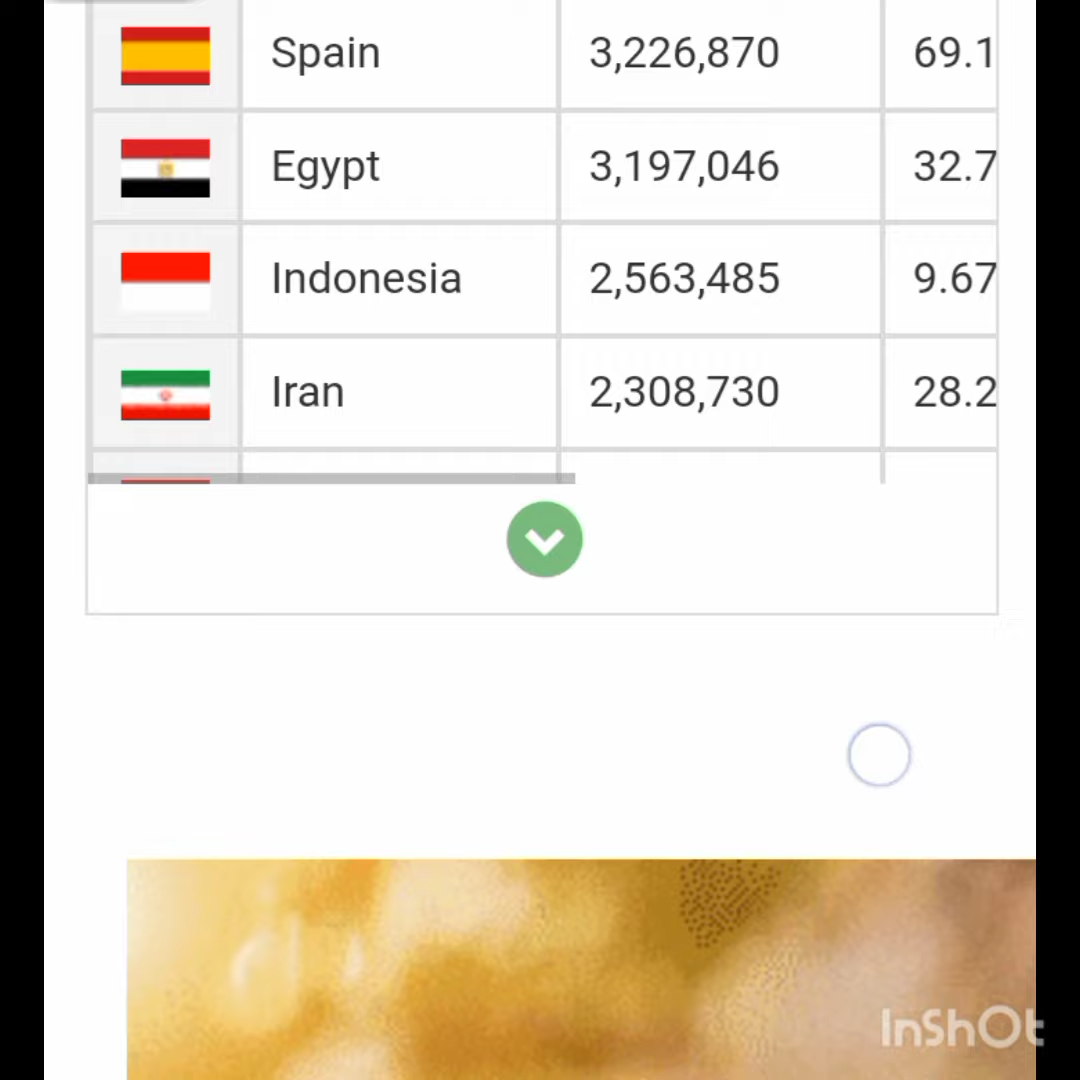 Spain 3,226,870 69.1
Egypt 3,197,046 32.7
Indonesia 2,563,485 9.67
Iran 2,308,730 28.2
InShOt